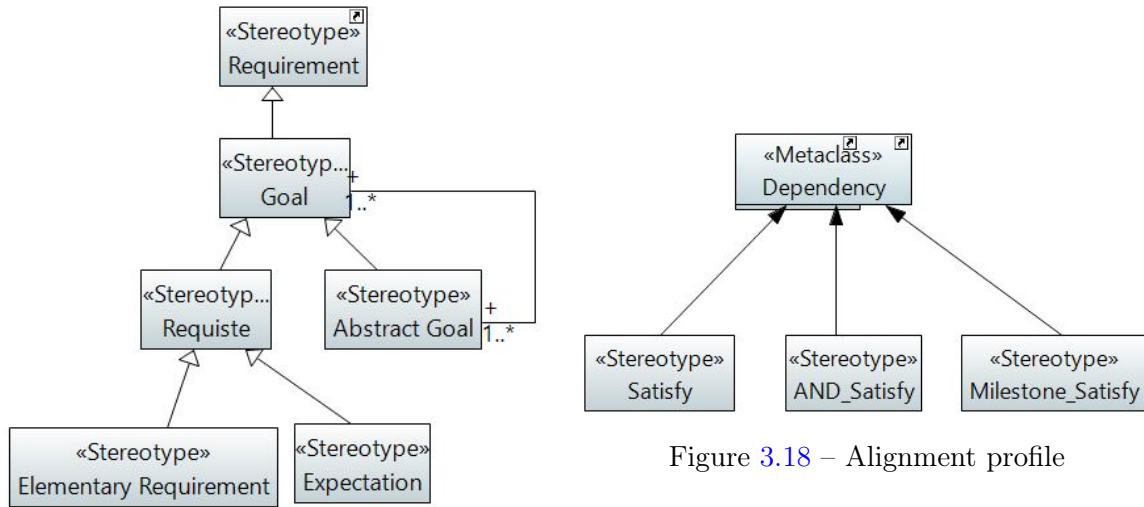 «Stereotype»
Requirement
«Stereotyp...
Goal
+
1..*
«Stereotyp...
Requiste
«Stereotype»
Abstract Goal
+
1..*
«Stereotype»
Elementary Requirement
«Stereotype»
Expectation
«Metaclass»
Dependency
«Stereotype»
Satisfy
«Stereotype»
AND_Satisfy
«Stereotype»
Milestone_Satisfy
Figure 3.18 – Alignment profile